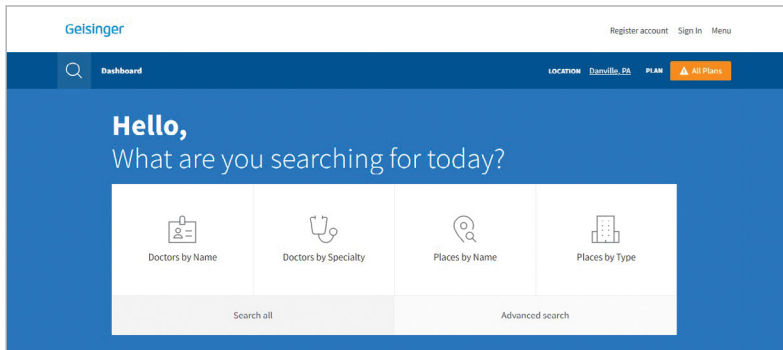 Geisinger
Register account Sign In Menu
Dashboard
LOCATION Danville, PA PLAN All Plans
Hello,
What are you searching for today?
Doctors by Name Doctors by Specialty Places by Name Places by Type
Search all Advanced search